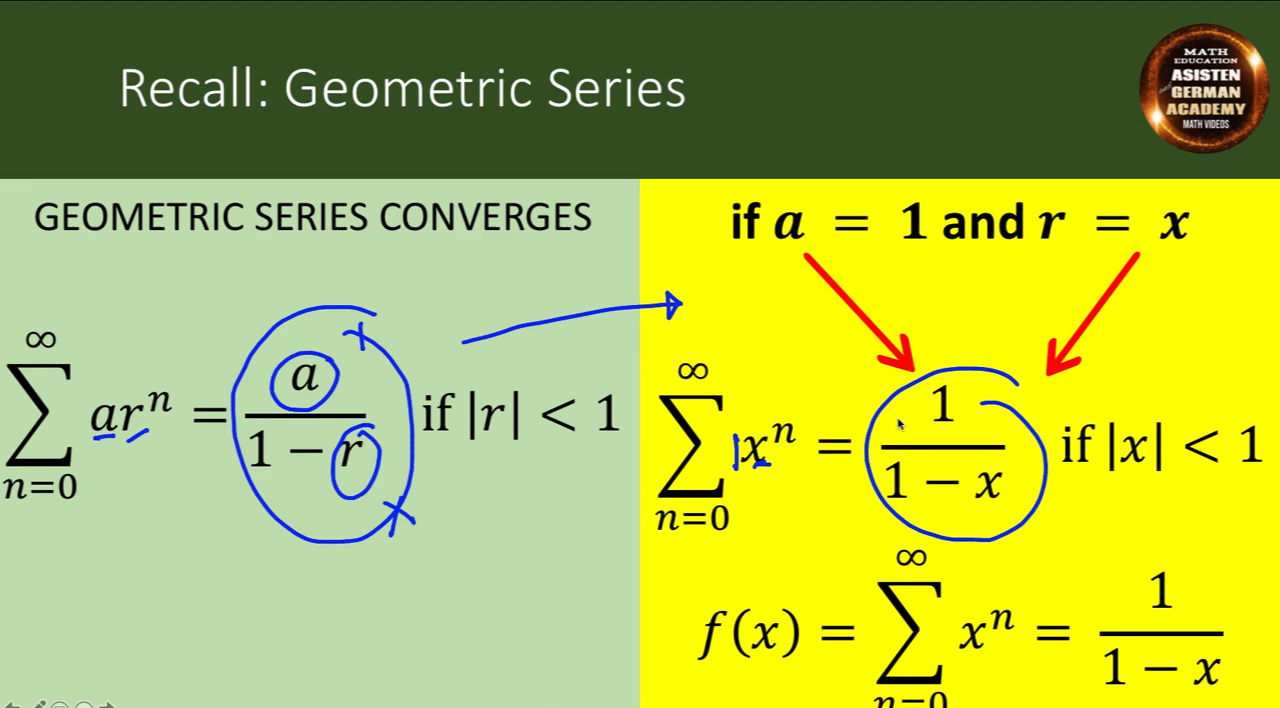 Recall: Geometric Series
MATH
EDUCATION
ASISTEN
GERMAN
ACADEMY
MATH VIDEOS
GEOMETRIC SERIES CONVERGES
∞
∑ arⁿ = a / (1 − r) if |r| < 1
n=0
x
x
if a = 1 and r = x
∞
∑ 1xⁿ = 1 / (1 − x) if |x| < 1
n=0
∞
f(x) = ∑ xⁿ = 1 / (1 − x)
n=0